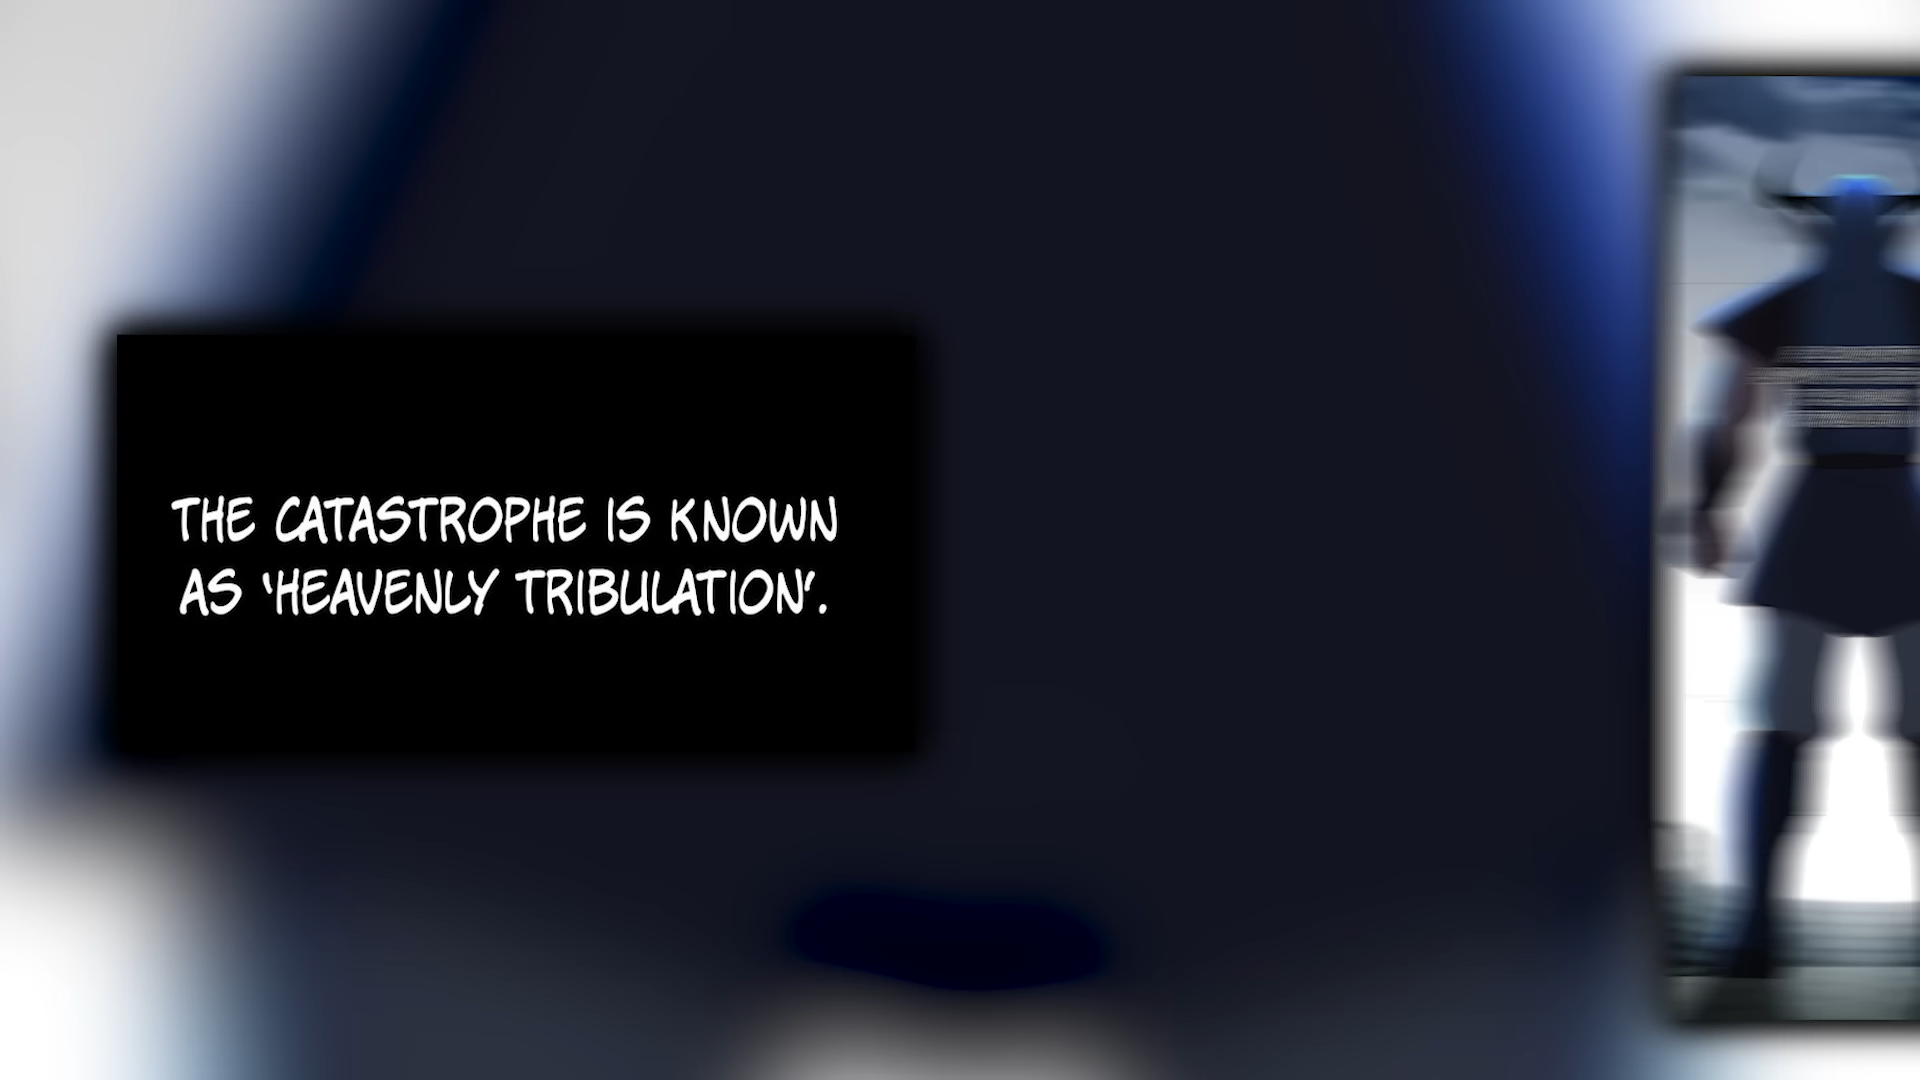 THE CATASTROPHE IS KNOWN
AS 'HEAVENLY TRIBULATION'.